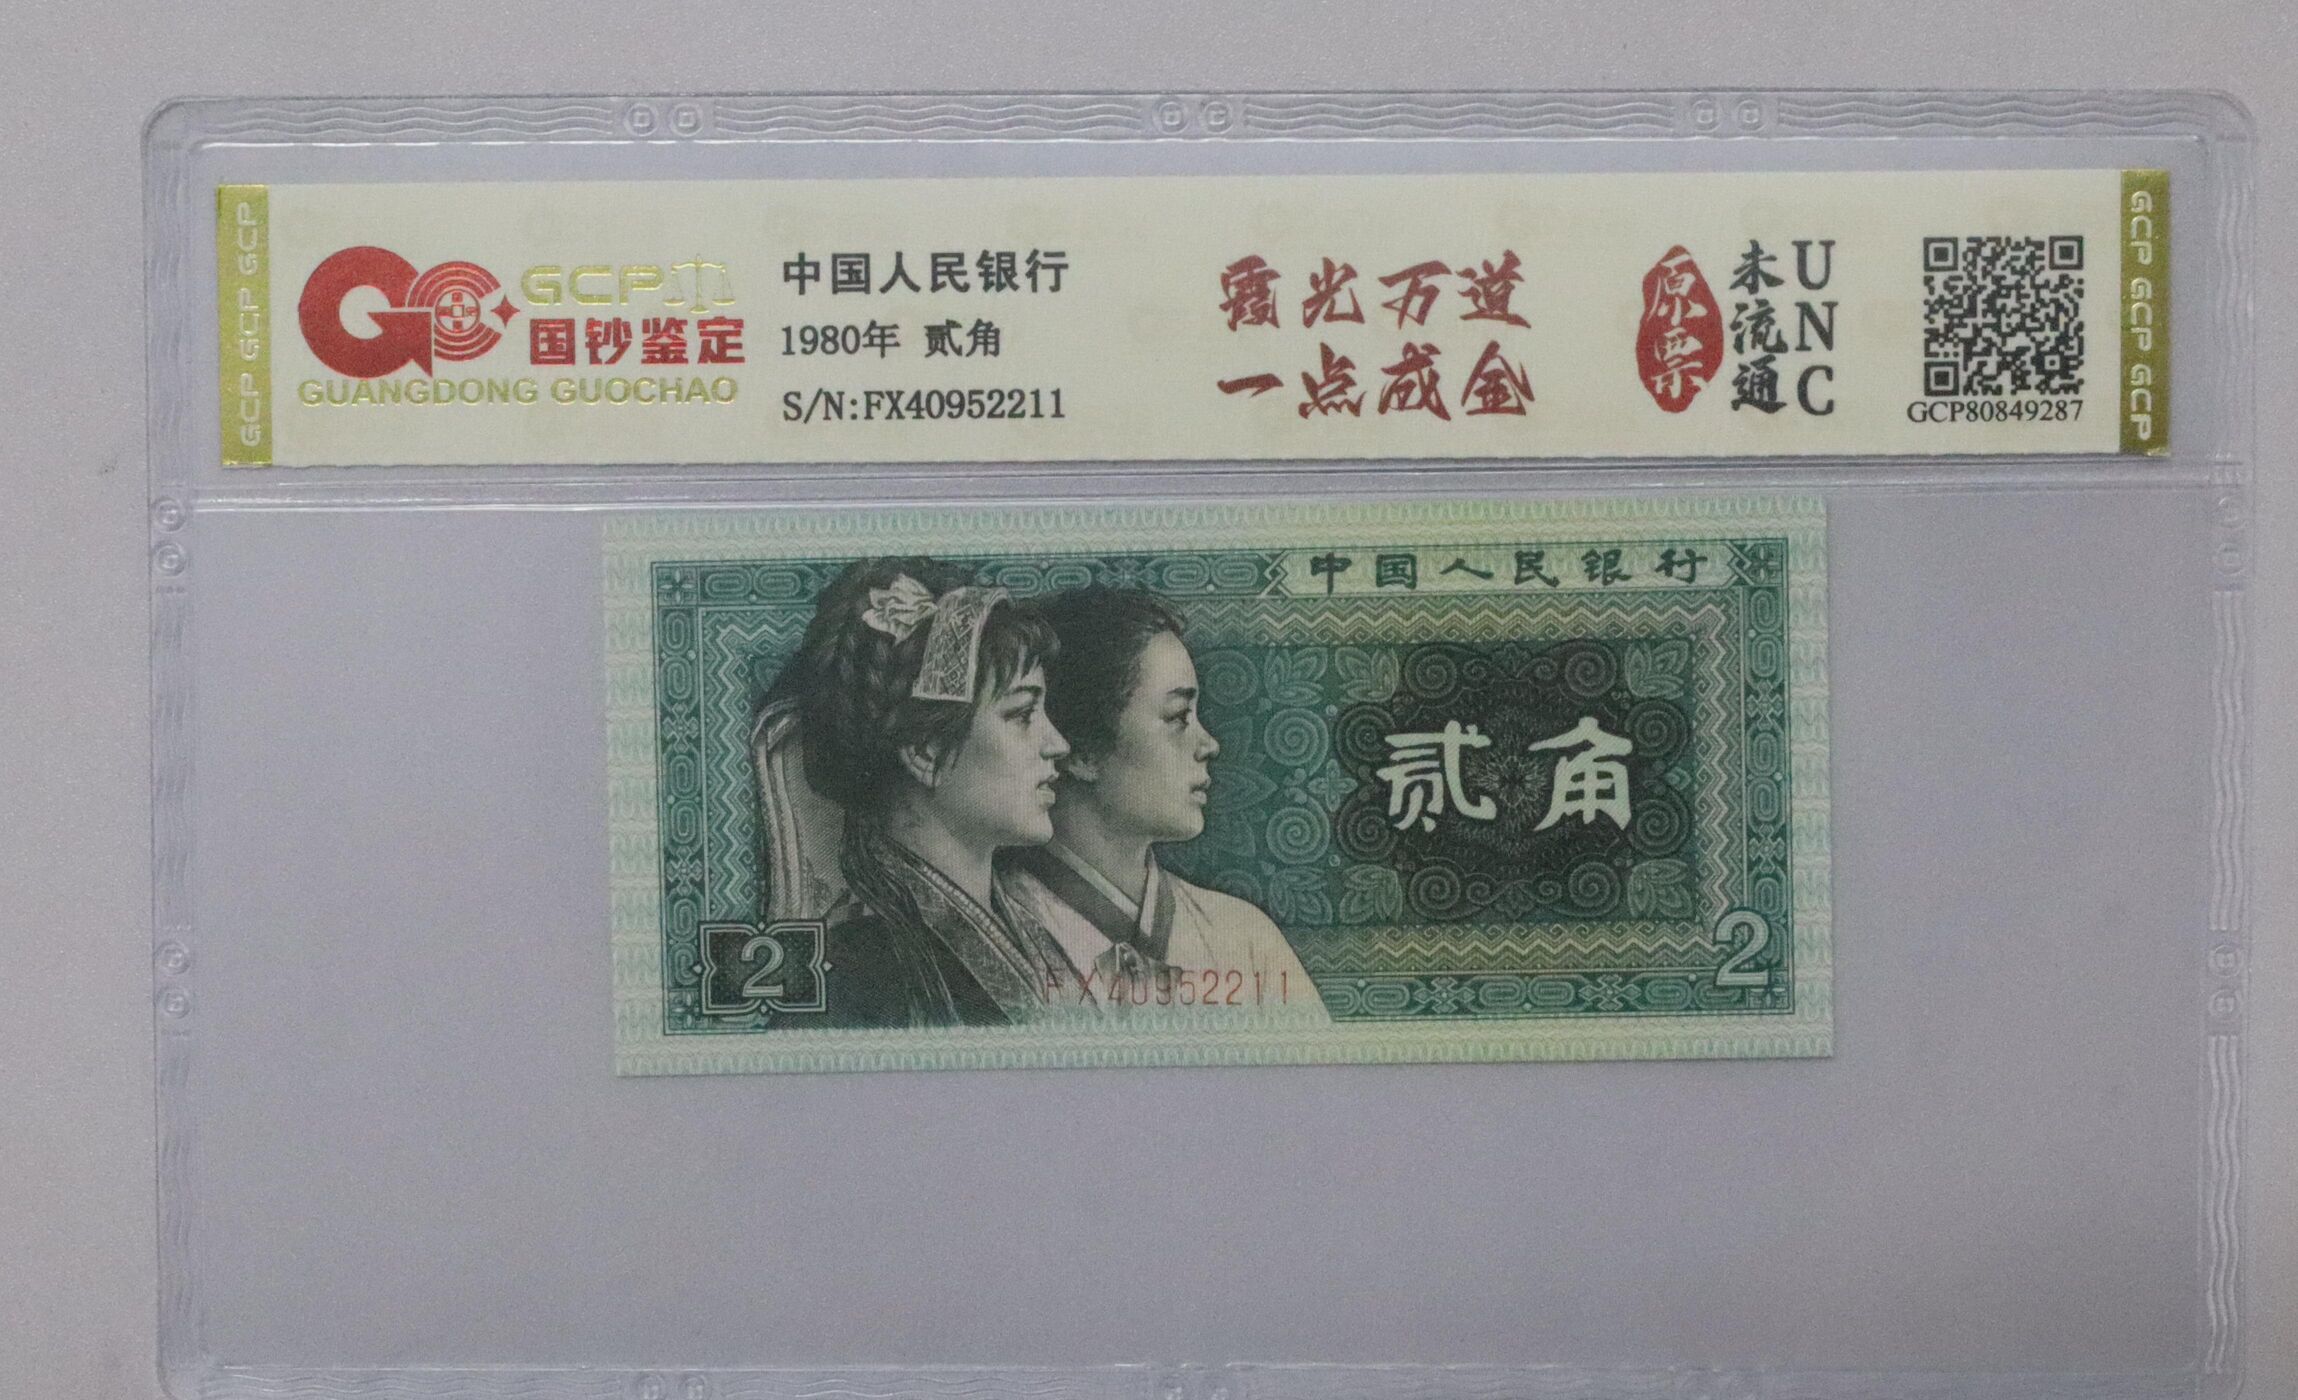 GCP GCP GCP
GCP
国钞鉴定
GUANGDONG GUOCHAO
中国人民银行
1980年 贰角
S/N:FX40952211
霞光万道
一点成金
原票
未流通
UNC
GCP80849287
GCP GCP GCP
中国人民银行
贰角
2
FX40952211
2